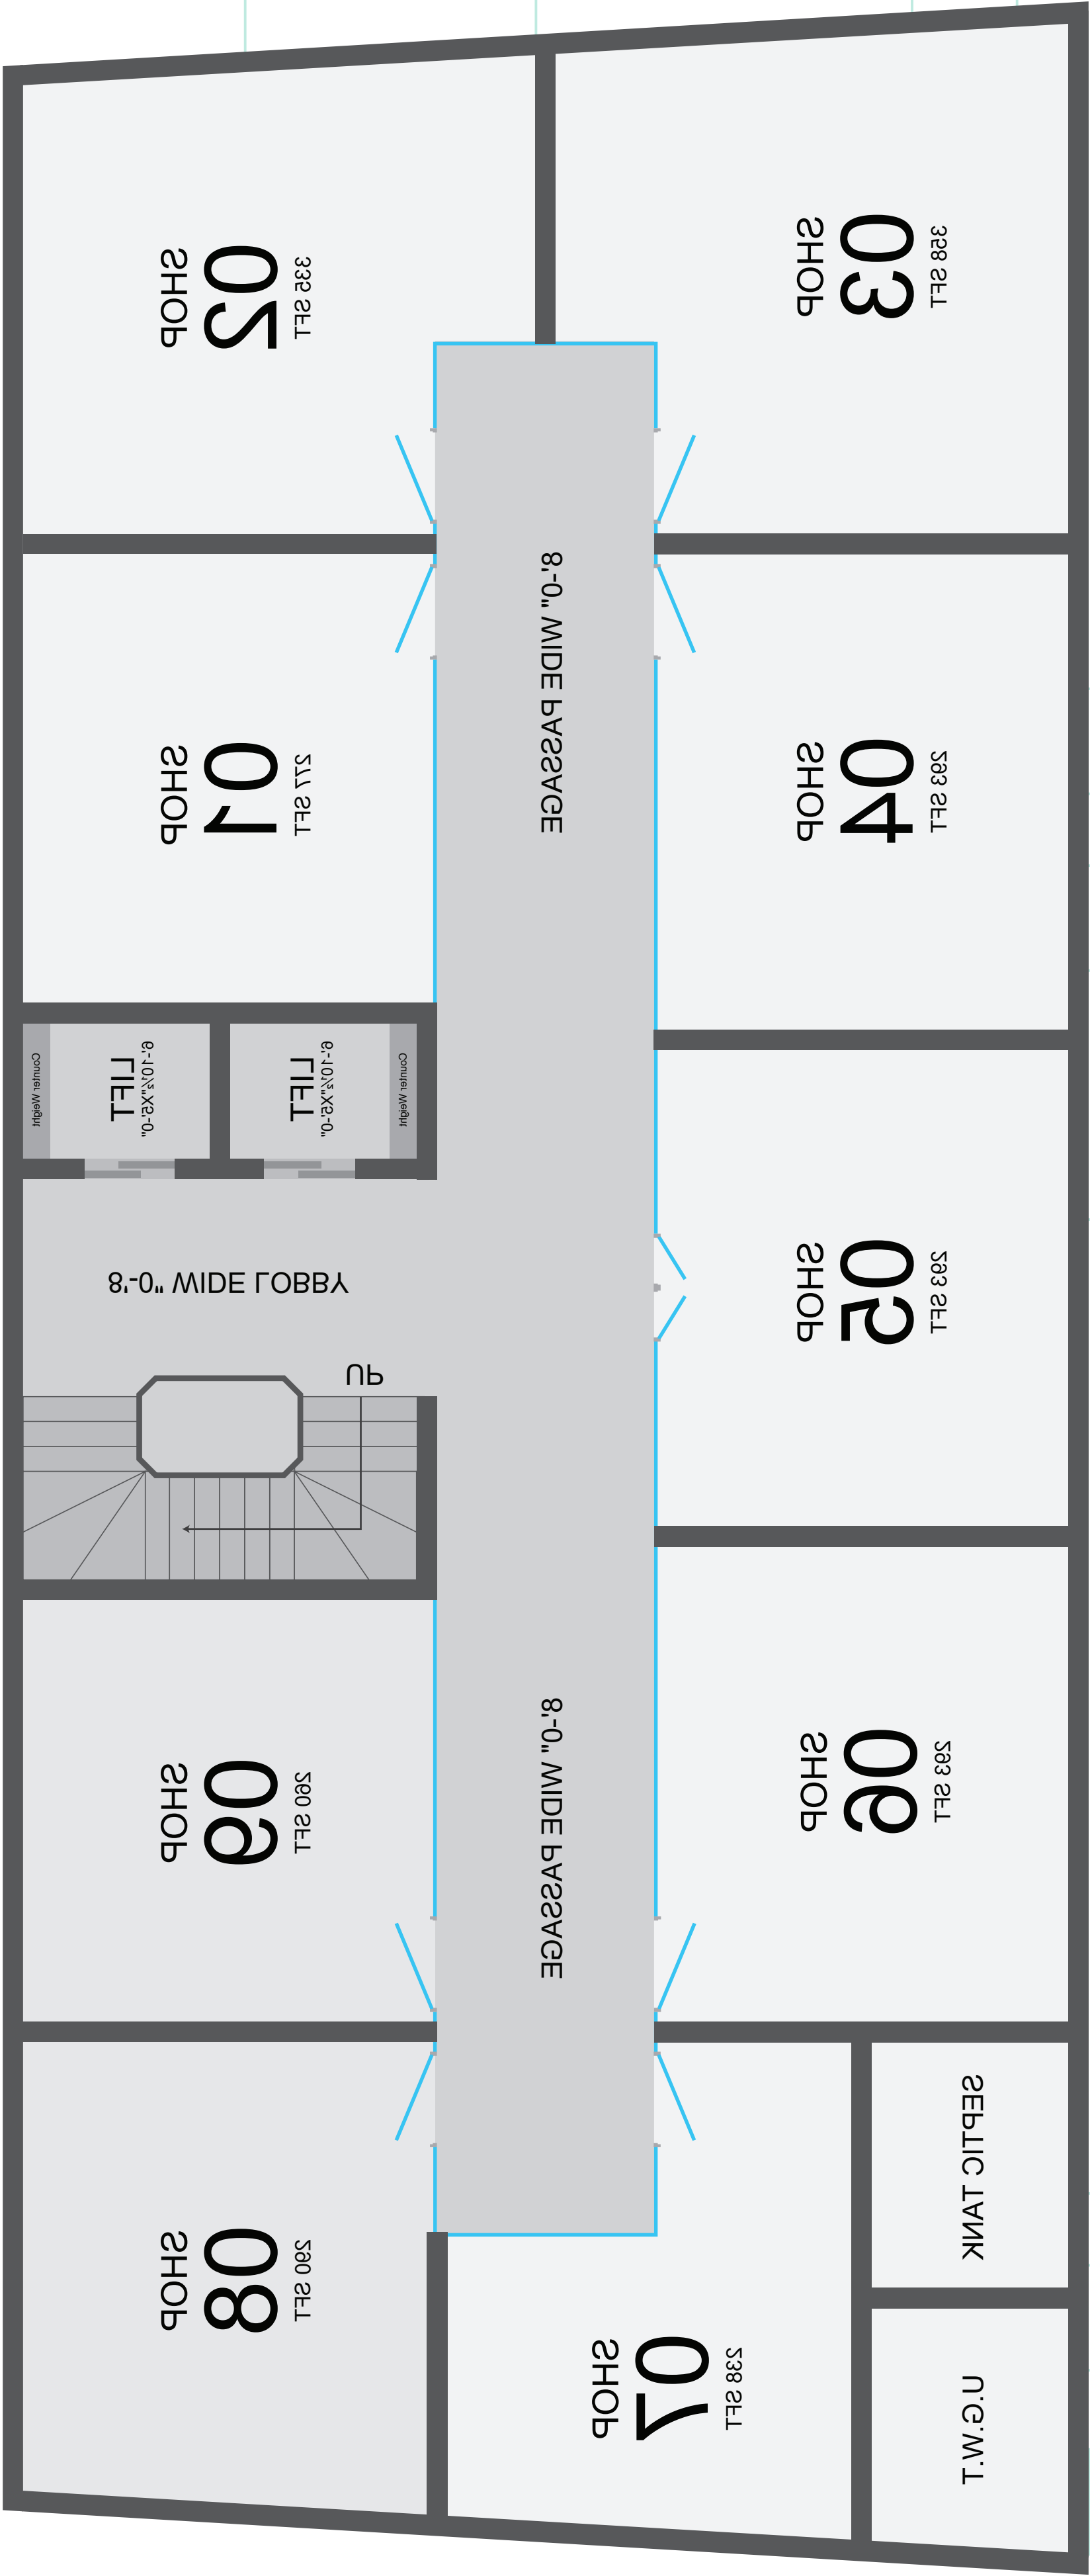 SHOP
02
335 SFT
SHOP
03
358 SFT
8'-0" WIDE PASSAGE
SHOP
01
277 SFT
SHOP
04
263 SFT
Counter Weight
LIFT
6'-10½"X5'-0"
LIFT
6'-10½"X5'-0"
Counter Weight
8'-0" WIDE LOBBY
UP
SHOP
05
263 SFT
SHOP
09
260 SFT
8'-0" WIDE PASSAGE
SHOP
06
263 SFT
SHOP
08
260 SFT
SHOP
07
238 SFT
SEPTIC TANK
U.G.W.T